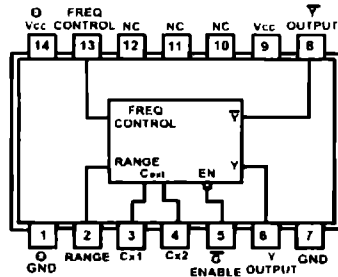 ⊙ FREQ NC NC NC Vcc Y̅
Vcc CONTROL OUTPUT
14 13 12 11 10 9 8
FREQ Y̅
CONTROL
RANGE Y
Cext EN
1 2 3 4 5 6 7
⊙ RANGE Cx1 Cx2 G̅ Y OUTPUT GND
GND ENABLE